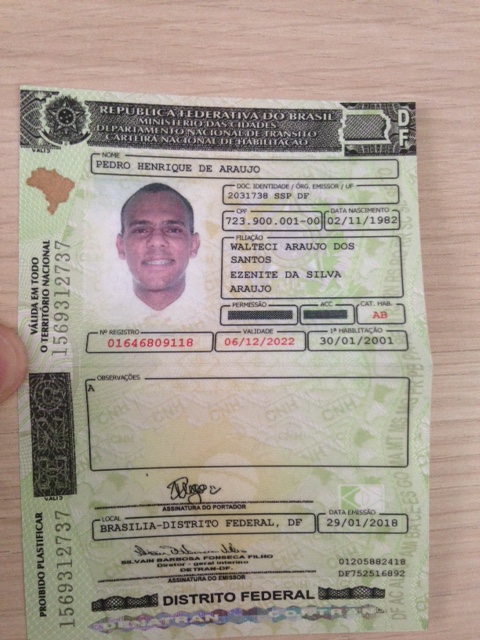 REPÚBLICA FEDERATIVA DO BRASIL
MINISTÉRIO DAS CIDADES
DEPARTAMENTO NACIONAL DE TRÂNSITO
CARTEIRA NACIONAL DE HABILITAÇÃO
DF
NOME
PEDRO HENRIQUE DE ARAUJO
DOC. IDENTIDADE / ÓRG. EMISSOR / UF
2031738 SSP DF
CPF
723.900.001-00
DATA NASCIMENTO
02/11/1982
FILIAÇÃO
WALTECI ARAUJO DOS
SANTOS
EZENITE DA SILVA
ARAUJO
PERMISSÃO
ACC
CAT. HAB.
AB
Nº REGISTRO
01646809118
VALIDADE
06/12/2022
1ª HABILITAÇÃO
30/01/2001
VÁLIDA EM TODO
O TERRITÓRIO NACIONAL
1569312737
OBSERVAÇÕES
A
ASSINATURA DO PORTADOR
LOCAL
BRASILIA-DISTRITO FEDERAL, DF
DATA EMISSÃO
29/01/2018
SILVAIN BARBOSA FONSECA FILHO
Diretor - geral interino
DETRAN-DF
ASSINATURA DO EMISSOR
01205882418
DF752516892
PROIBIDO PLASTIFICAR
1569312737
DISTRITO FEDERAL
DENATRAN